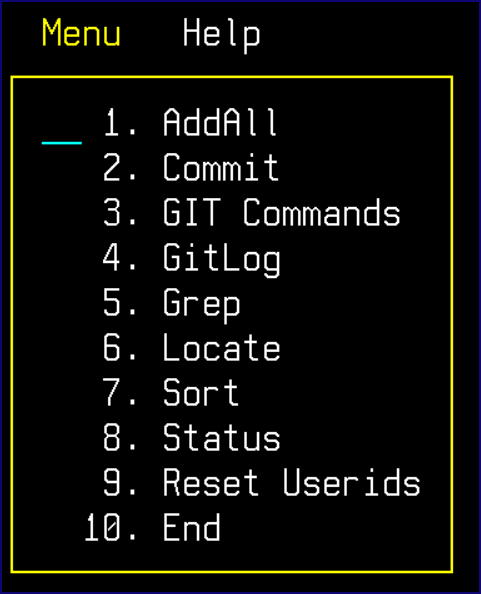 Menu Help
__ 1. AddAll
2. Commit
3. GIT Commands
4. GitLog
5. Grep
6. Locate
7. Sort
8. Status
9. Reset Userids
10. End